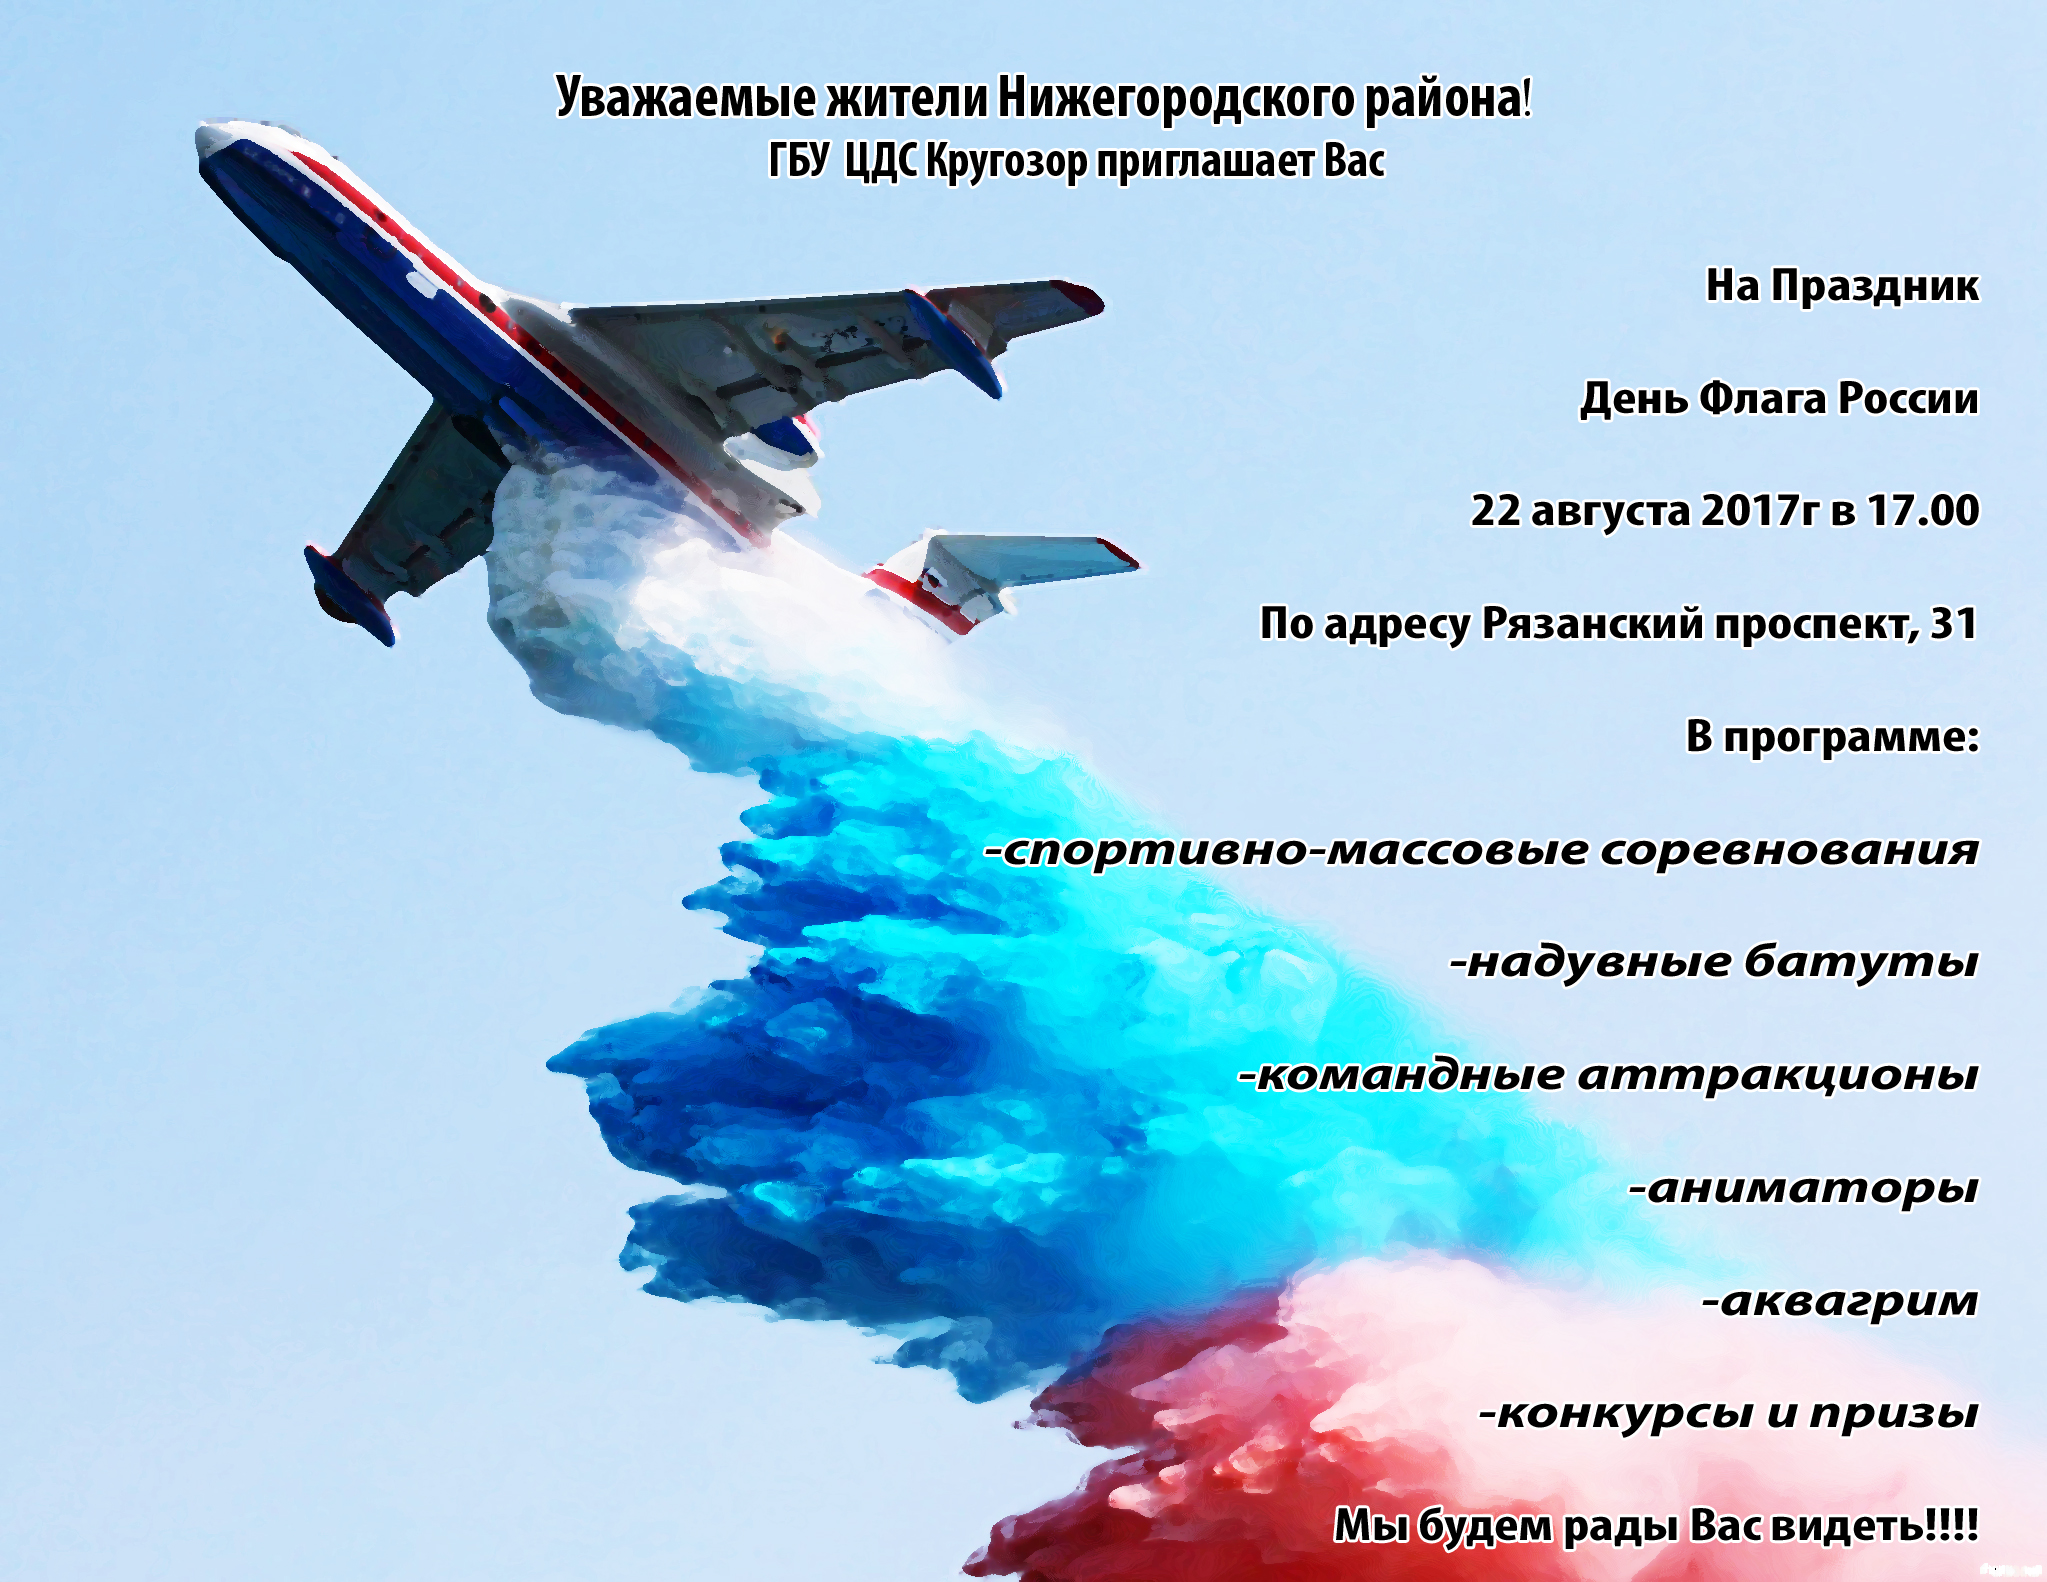 Уважаемые жители Нижегородского района!
ГБУ ЦДС Кругозор приглашает Вас
На Праздник
День Флага России
22 августа 2017г в 17.00
По адресу Рязанский проспект, 31
В программе:
-спортивно-массовые соревнования
-надувные батуты
-командные аттракционы
-аниматоры
-аквагрим
-конкурсы и призы
Мы будем рады Вас видеть!!!!